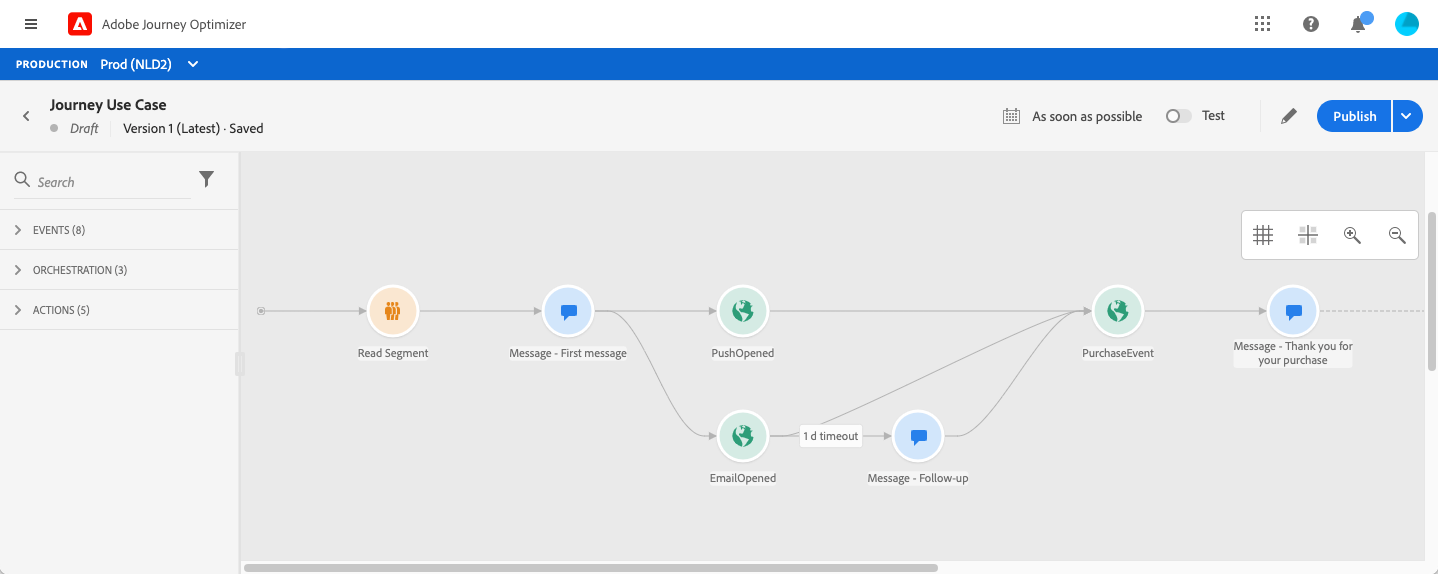 Adobe Journey Optimizer
PRODUCTION Prod (NLD2)
Journey Use Case
Draft Version 1 (Latest) · Saved
As soon as possible Test Publish
Search
EVENTS (8)
ORCHESTRATION (3)
ACTIONS (5)
Read Segment
Message - First message
PushOpened
PurchaseEvent
Message - Thank you for
your purchase
1 d timeout
EmailOpened
Message - Follow-up